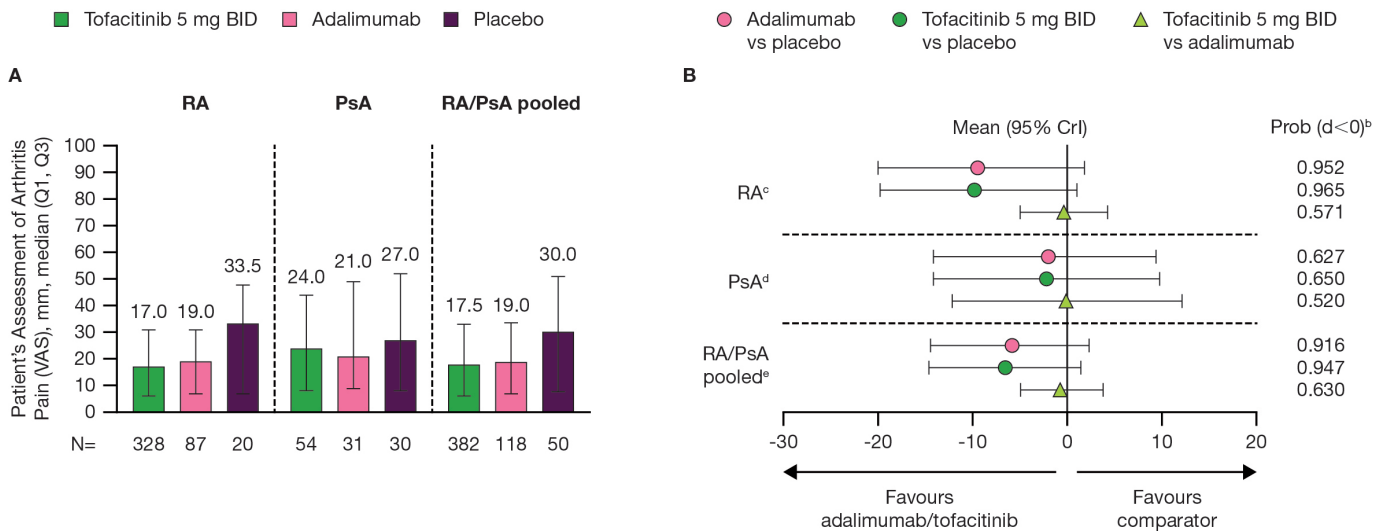 Tofacitinib 5 mg BID
Adalimumab
Placebo
A
RA
PsA
RA/PsA pooled
Patient's Assessment of Arthritis
Pain (VAS), mm, median (Q1, Q3)
100
90
80
70
60
50
40
30
20
10
0
17.0
19.0
33.5
24.0
21.0
27.0
17.5
19.0
30.0
N=
328
87
20
54
31
30
382
118
50
Adalimumab
vs placebo
Tofacitinib 5 mg BID
vs placebo
Tofacitinib 5 mg BID
vs adalimumab
B
Mean (95% CrI)
Prob (d<0)ᵇ
RAᶜ
0.952
0.965
0.571
PsAᵈ
0.627
0.650
0.520
RA/PsA
pooledᵉ
0.916
0.947
0.630
-30
-20
-10
0
10
20
Favours
adalimumab/tofacitinib
Favours
comparator